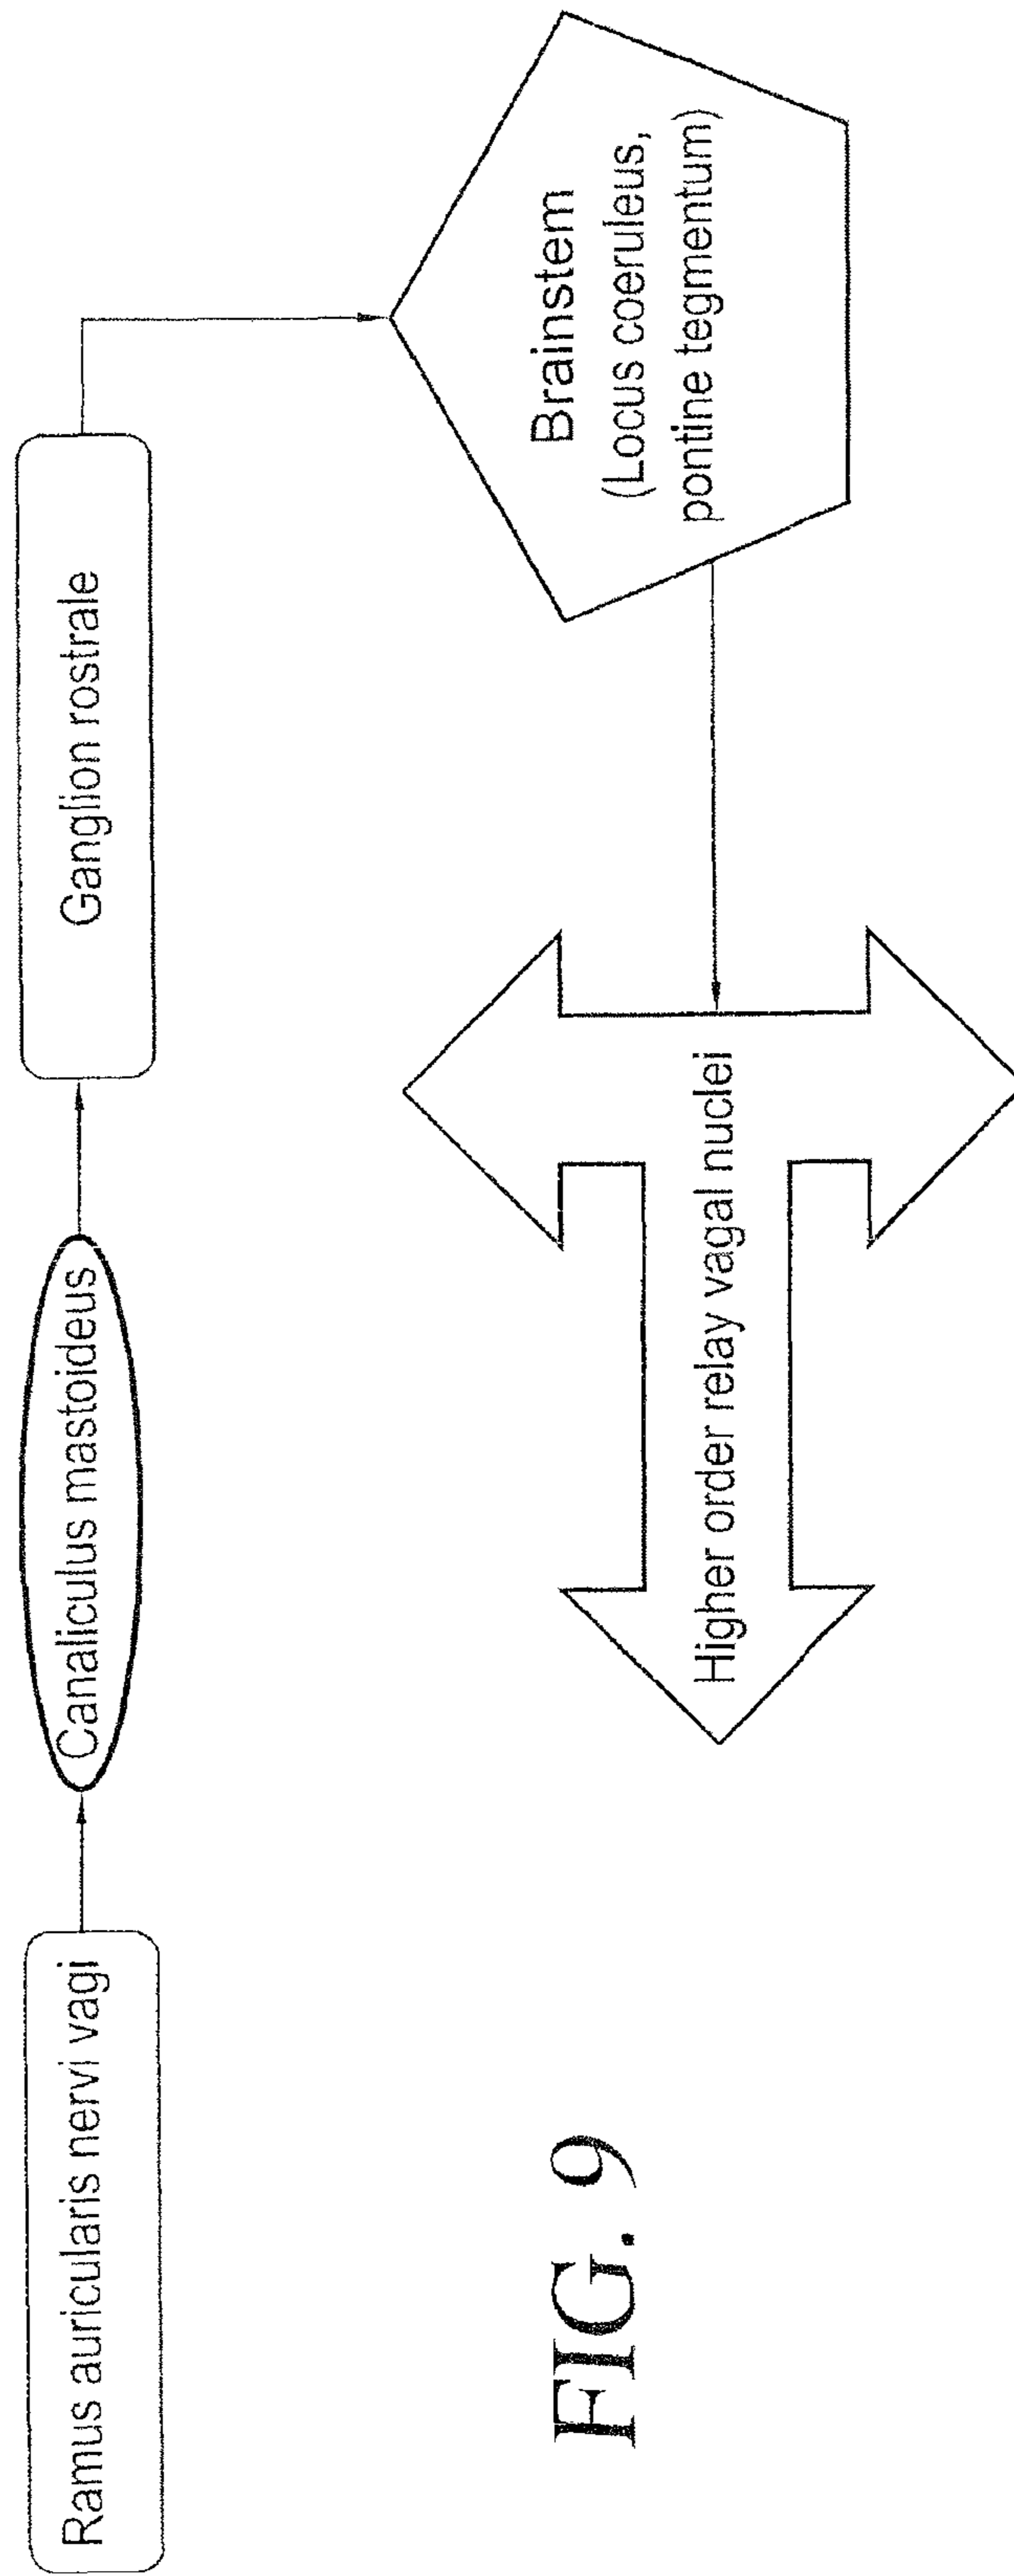 Ramus auricularis nervi vagi
Canaliculus mastoideus
Ganglion rostrale
Brainstem
(Locus coeruleus,
pontine tegmentum)
Higher order relay vagal nuclei
FIG. 9